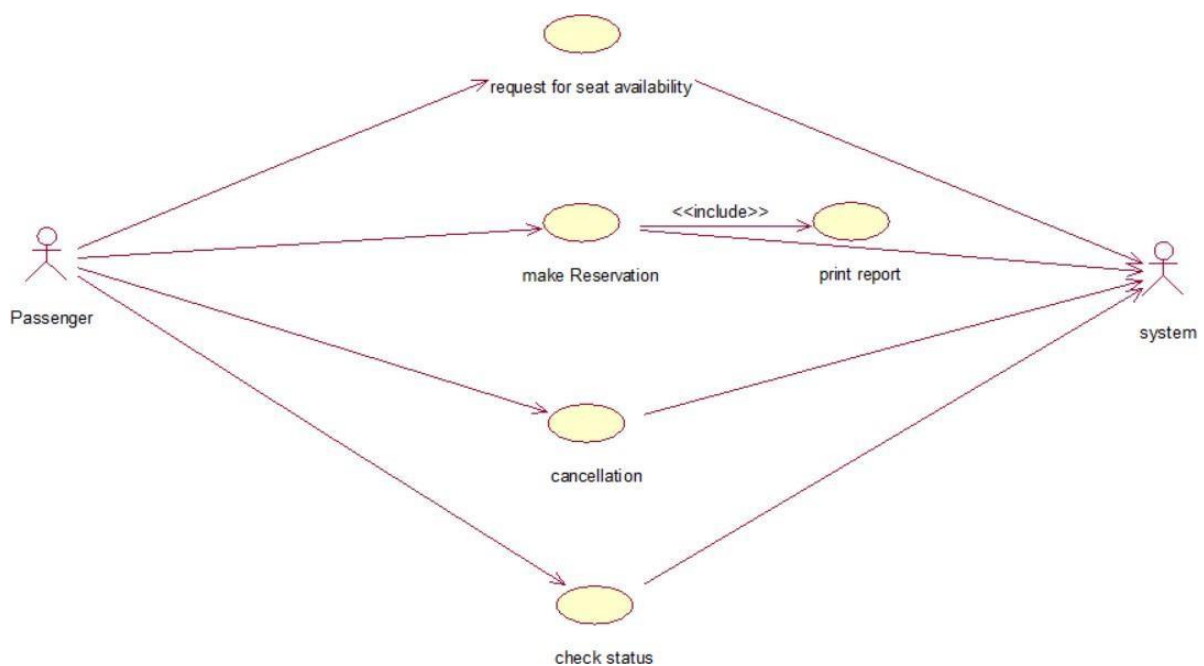 request for seat availability
<<include>>
make Reservation
print report
Passenger
system
cancellation
check status